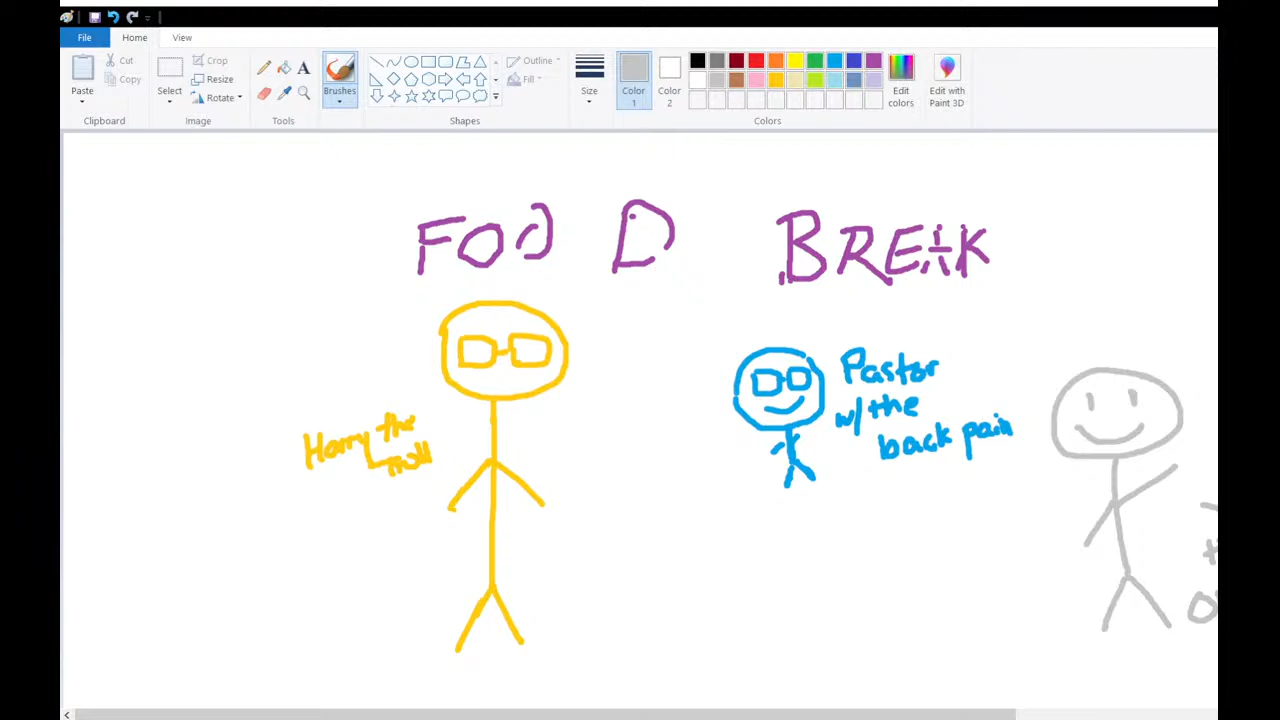 File
Home
View
Paste
Cut
Copy
Clipboard
Select
Crop
Resize
Rotate
Image
Tools
Brushes
Shapes
Outline
Fill
Size
Color
1
Color
2
Edit
colors
Edit with
Paint 3D
Colors
FOOD BREAK
Harry the
troll
Pastor
w/ the
back pain